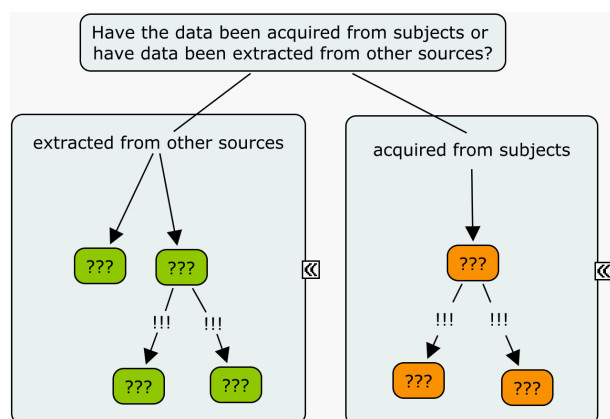 Have the data been acquired from subjects or
have data been extracted from other sources?
extracted from other sources
acquired from subjects
???
???
???
!!!
!!!
!!!
!!!
???
???
???
???